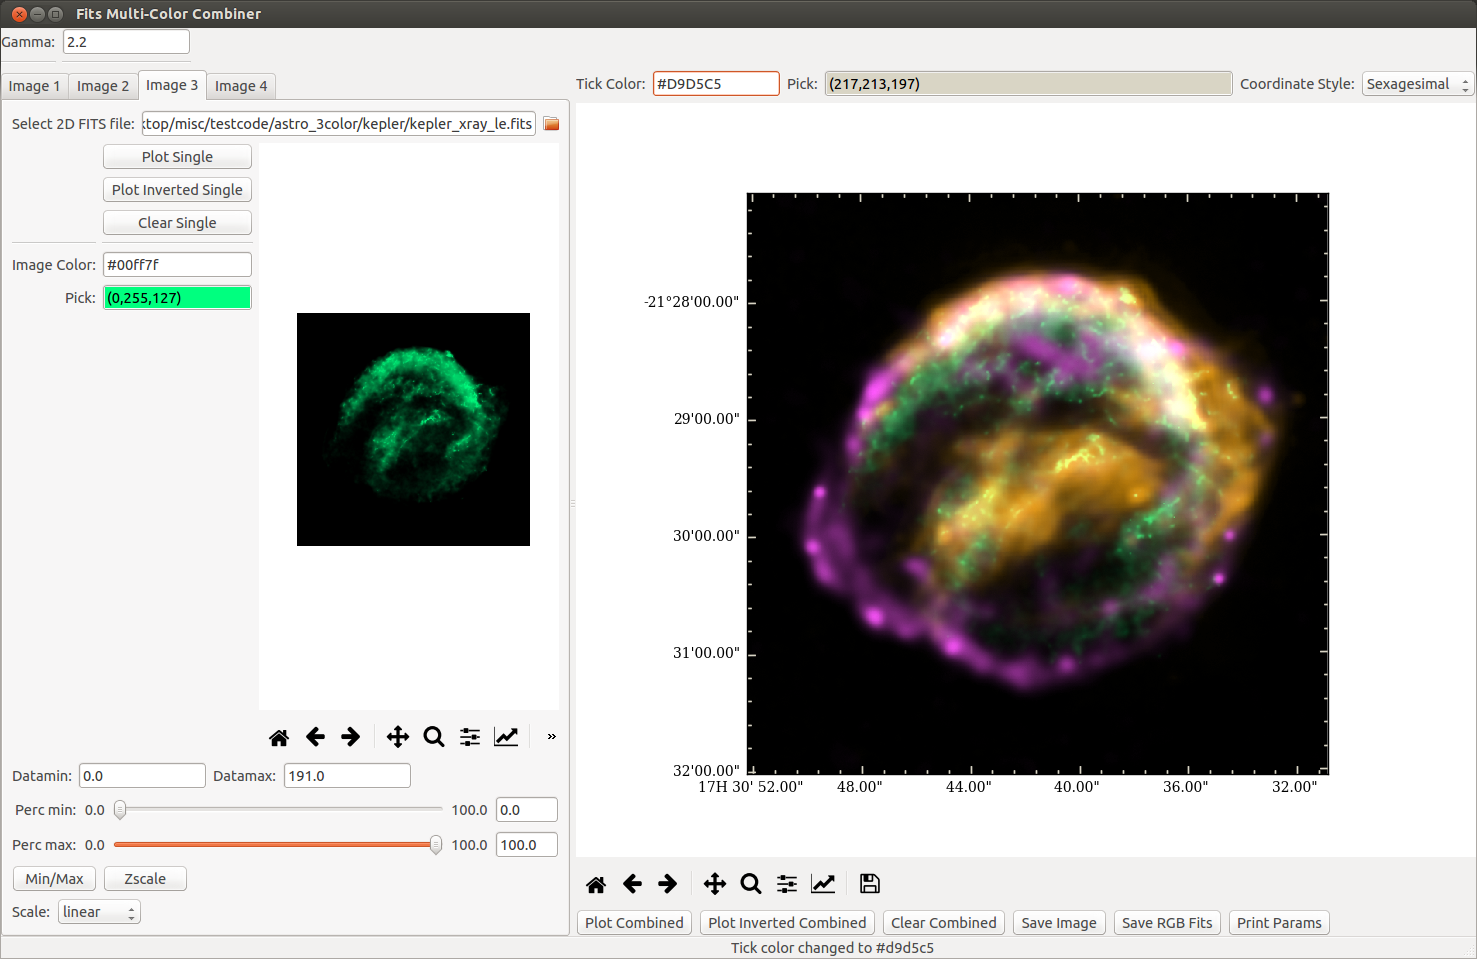 Fits Multi-Color Combiner
Gamma: 2.2
Image 1 Image 2 Image 3 Image 4
Tick Color: #D9D5C5 Pick: (217,213,197) Coordinate Style: Sexagesimal
Select 2D FITS file: ktop/misc/testcode/astro_3color/kepler/kepler_xray_le.fits
Plot Single
Plot Inverted Single
Clear Single
Image Color: #00ff7f
Pick: (0,255,127)
-21°28'00.00"
29'00.00"
30'00.00"
31'00.00"
32'00.00"
17H 30' 52.00" 48.00" 44.00" 40.00" 36.00" 32.00"
»
Datamin: 0.0 Datamax: 191.0
Perc min: 0.0 100.0 0.0
Perc max: 0.0 100.0 100.0
Min/Max Zscale
Scale: linear
Plot Combined Plot Inverted Combined Clear Combined Save Image Save RGB Fits Print Params
Tick color changed to #d9d5c5